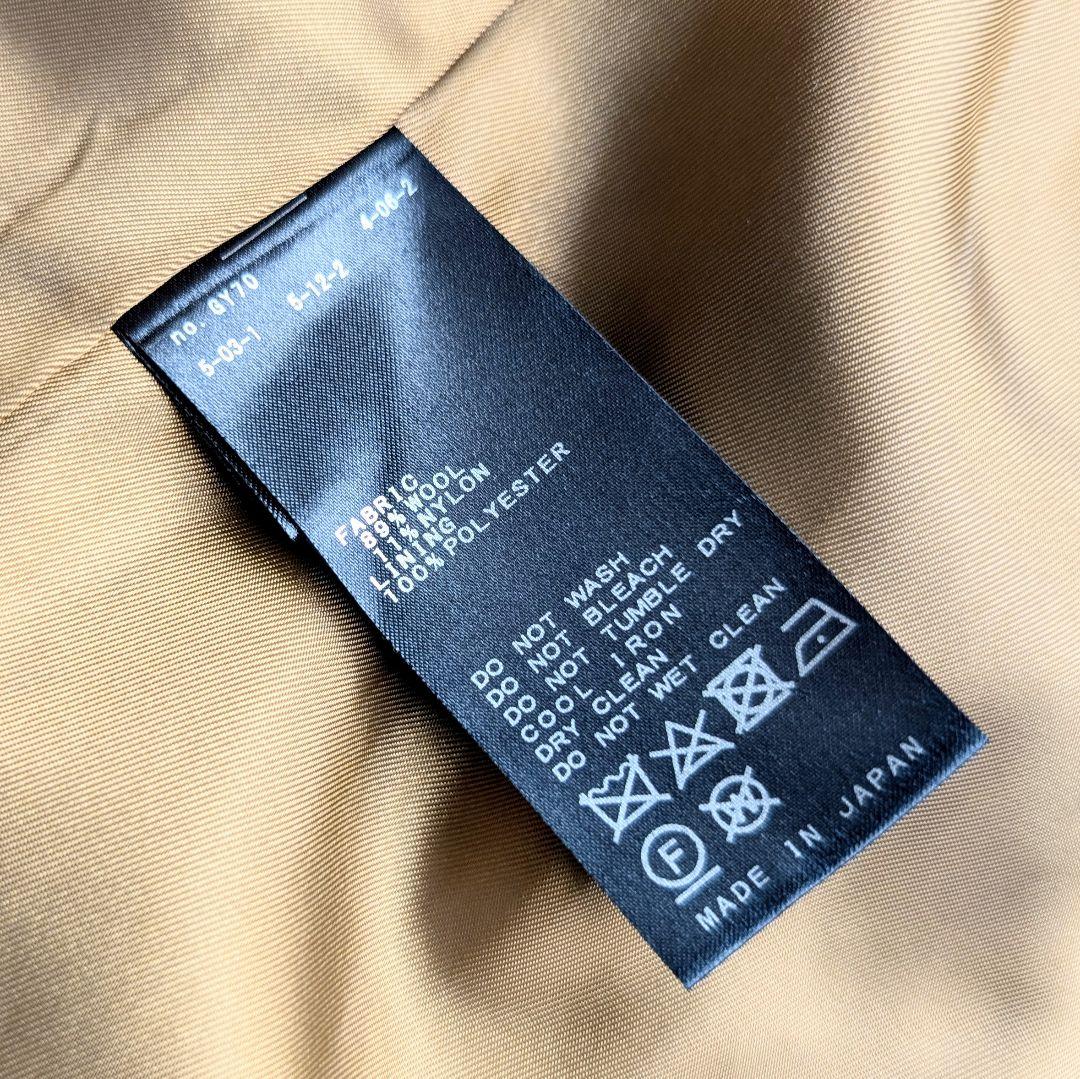 no. GY70
5-03-1 5-12-2 4-06-2
FABRIC
89%WOOL
11%NYLON
LINING
100%POLYESTER
DO NOT WASH
DO NOT BLEACH
DO NOT TUMBLE DRY
COOL IRON
DRY CLEAN
DO NOT WET CLEAN
W
F
MADE IN JAPAN